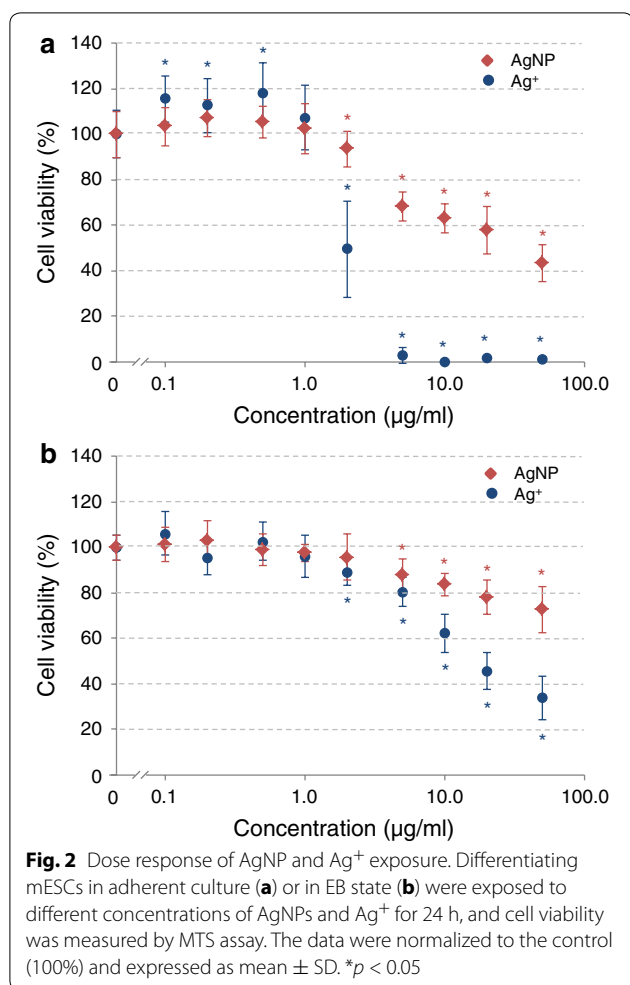 a
140
120
100
80
60
40
20
0
Cell viability (%)
AgNP
Ag⁺
* * * * * * * * * * * * *
0 0.1 1.0 10.0 100.0
Concentration (µg/ml)
b
140
120
100
80
60
40
20
0
Cell viability (%)
AgNP
Ag⁺
* * * * * * * * *
0 0.1 1.0 10.0 100.0
Concentration (µg/ml)
Fig. 2 Dose response of AgNP and Ag⁺ exposure. Differentiating
mESCs in adherent culture (a) or in EB state (b) were exposed to
different concentrations of AgNPs and Ag⁺ for 24 h, and cell viability
was measured by MTS assay. The data were normalized to the control
(100%) and expressed as mean ± SD. *p < 0.05